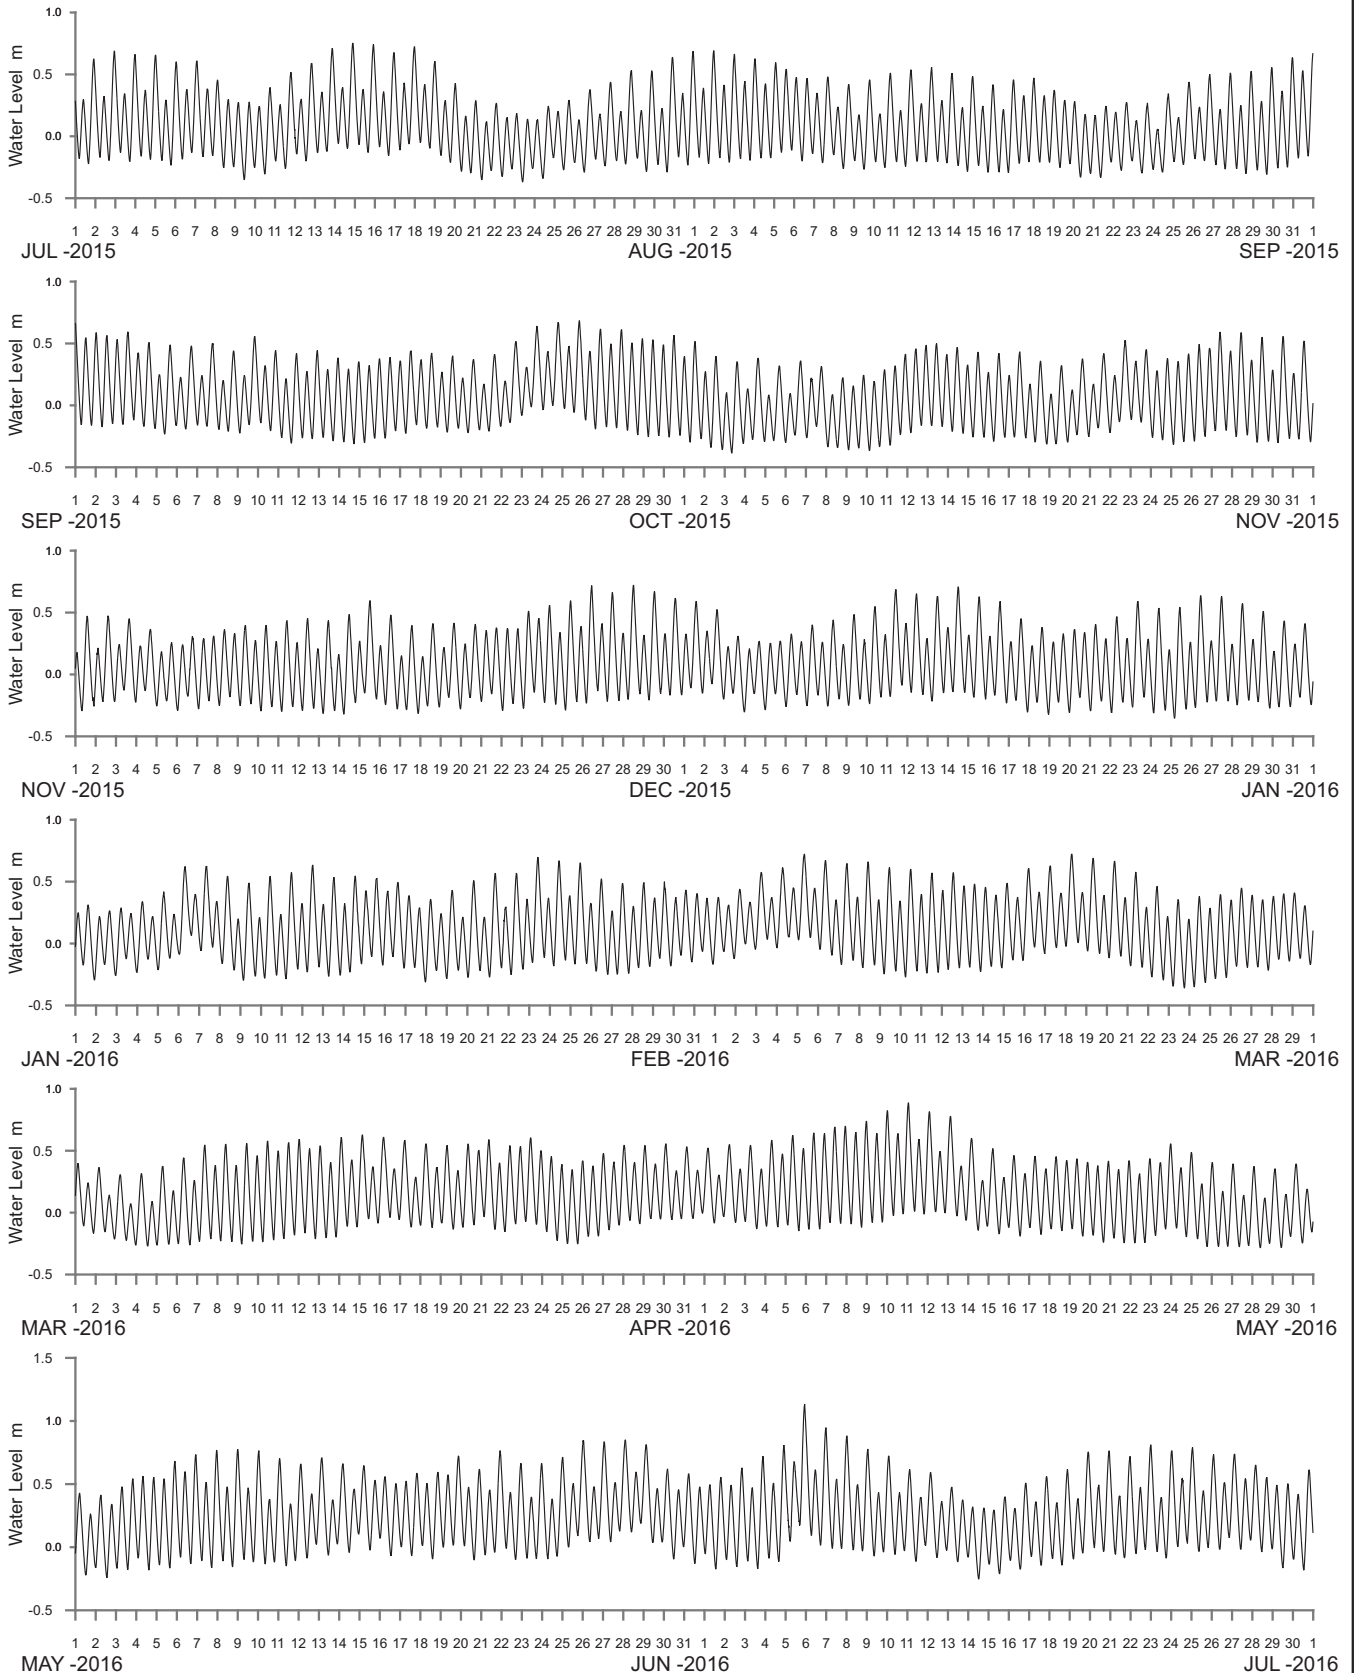 1.0
0.5
0.0
-0.5
Water Level m
1 2 3 4 5 6 7 8 9 10 11 12 13 14 15 16 17 18 19 20 21 22 23 24 25 26 27 28 29 30 31 1 2 3 4 5 6 7 8 9 10 11 12 13 14 15 16 17 18 19 20 21 22 23 24 25 26 27 28 29 30 31 1
JUL -2015 AUG -2015 SEP -2015
1.0
0.5
0.0
-0.5
Water Level m
1 2 3 4 5 6 7 8 9 10 11 12 13 14 15 16 17 18 19 20 21 22 23 24 25 26 27 28 29 30 1 2 3 4 5 6 7 8 9 10 11 12 13 14 15 16 17 18 19 20 21 22 23 24 25 26 27 28 29 30 31 1
SEP -2015 OCT -2015 NOV -2015
1.0
0.5
0.0
-0.5
Water Level m
1 2 3 4 5 6 7 8 9 10 11 12 13 14 15 16 17 18 19 20 21 22 23 24 25 26 27 28 29 30 1 2 3 4 5 6 7 8 9 10 11 12 13 14 15 16 17 18 19 20 21 22 23 24 25 26 27 28 29 30 31 1
NOV -2015 DEC -2015 JAN -2016
1.0
0.5
0.0
-0.5
Water Level m
1 2 3 4 5 6 7 8 9 10 11 12 13 14 15 16 17 18 19 20 21 22 23 24 25 26 27 28 29 30 31 1 2 3 4 5 6 7 8 9 10 11 12 13 14 15 16 17 18 19 20 21 22 23 24 25 26 27 28 29 1
JAN -2016 FEB -2016 MAR -2016
1.0
0.5
0.0
-0.5
Water Level m
1 2 3 4 5 6 7 8 9 10 11 12 13 14 15 16 17 18 19 20 21 22 23 24 25 26 27 28 29 30 31 1 2 3 4 5 6 7 8 9 10 11 12 13 14 15 16 17 18 19 20 21 22 23 24 25 26 27 28 29 30 1
MAR -2016 APR -2016 MAY -2016
1.5
1.0
0.5
0.0
-0.5
Water Level m
1 2 3 4 5 6 7 8 9 10 11 12 13 14 15 16 17 18 19 20 21 22 23 24 25 26 27 28 29 30 31 1 2 3 4 5 6 7 8 9 10 11 12 13 14 15 16 17 18 19 20 21 22 23 24 25 26 27 28 29 30 1
MAY -2016 JUN -2016 JUL -2016